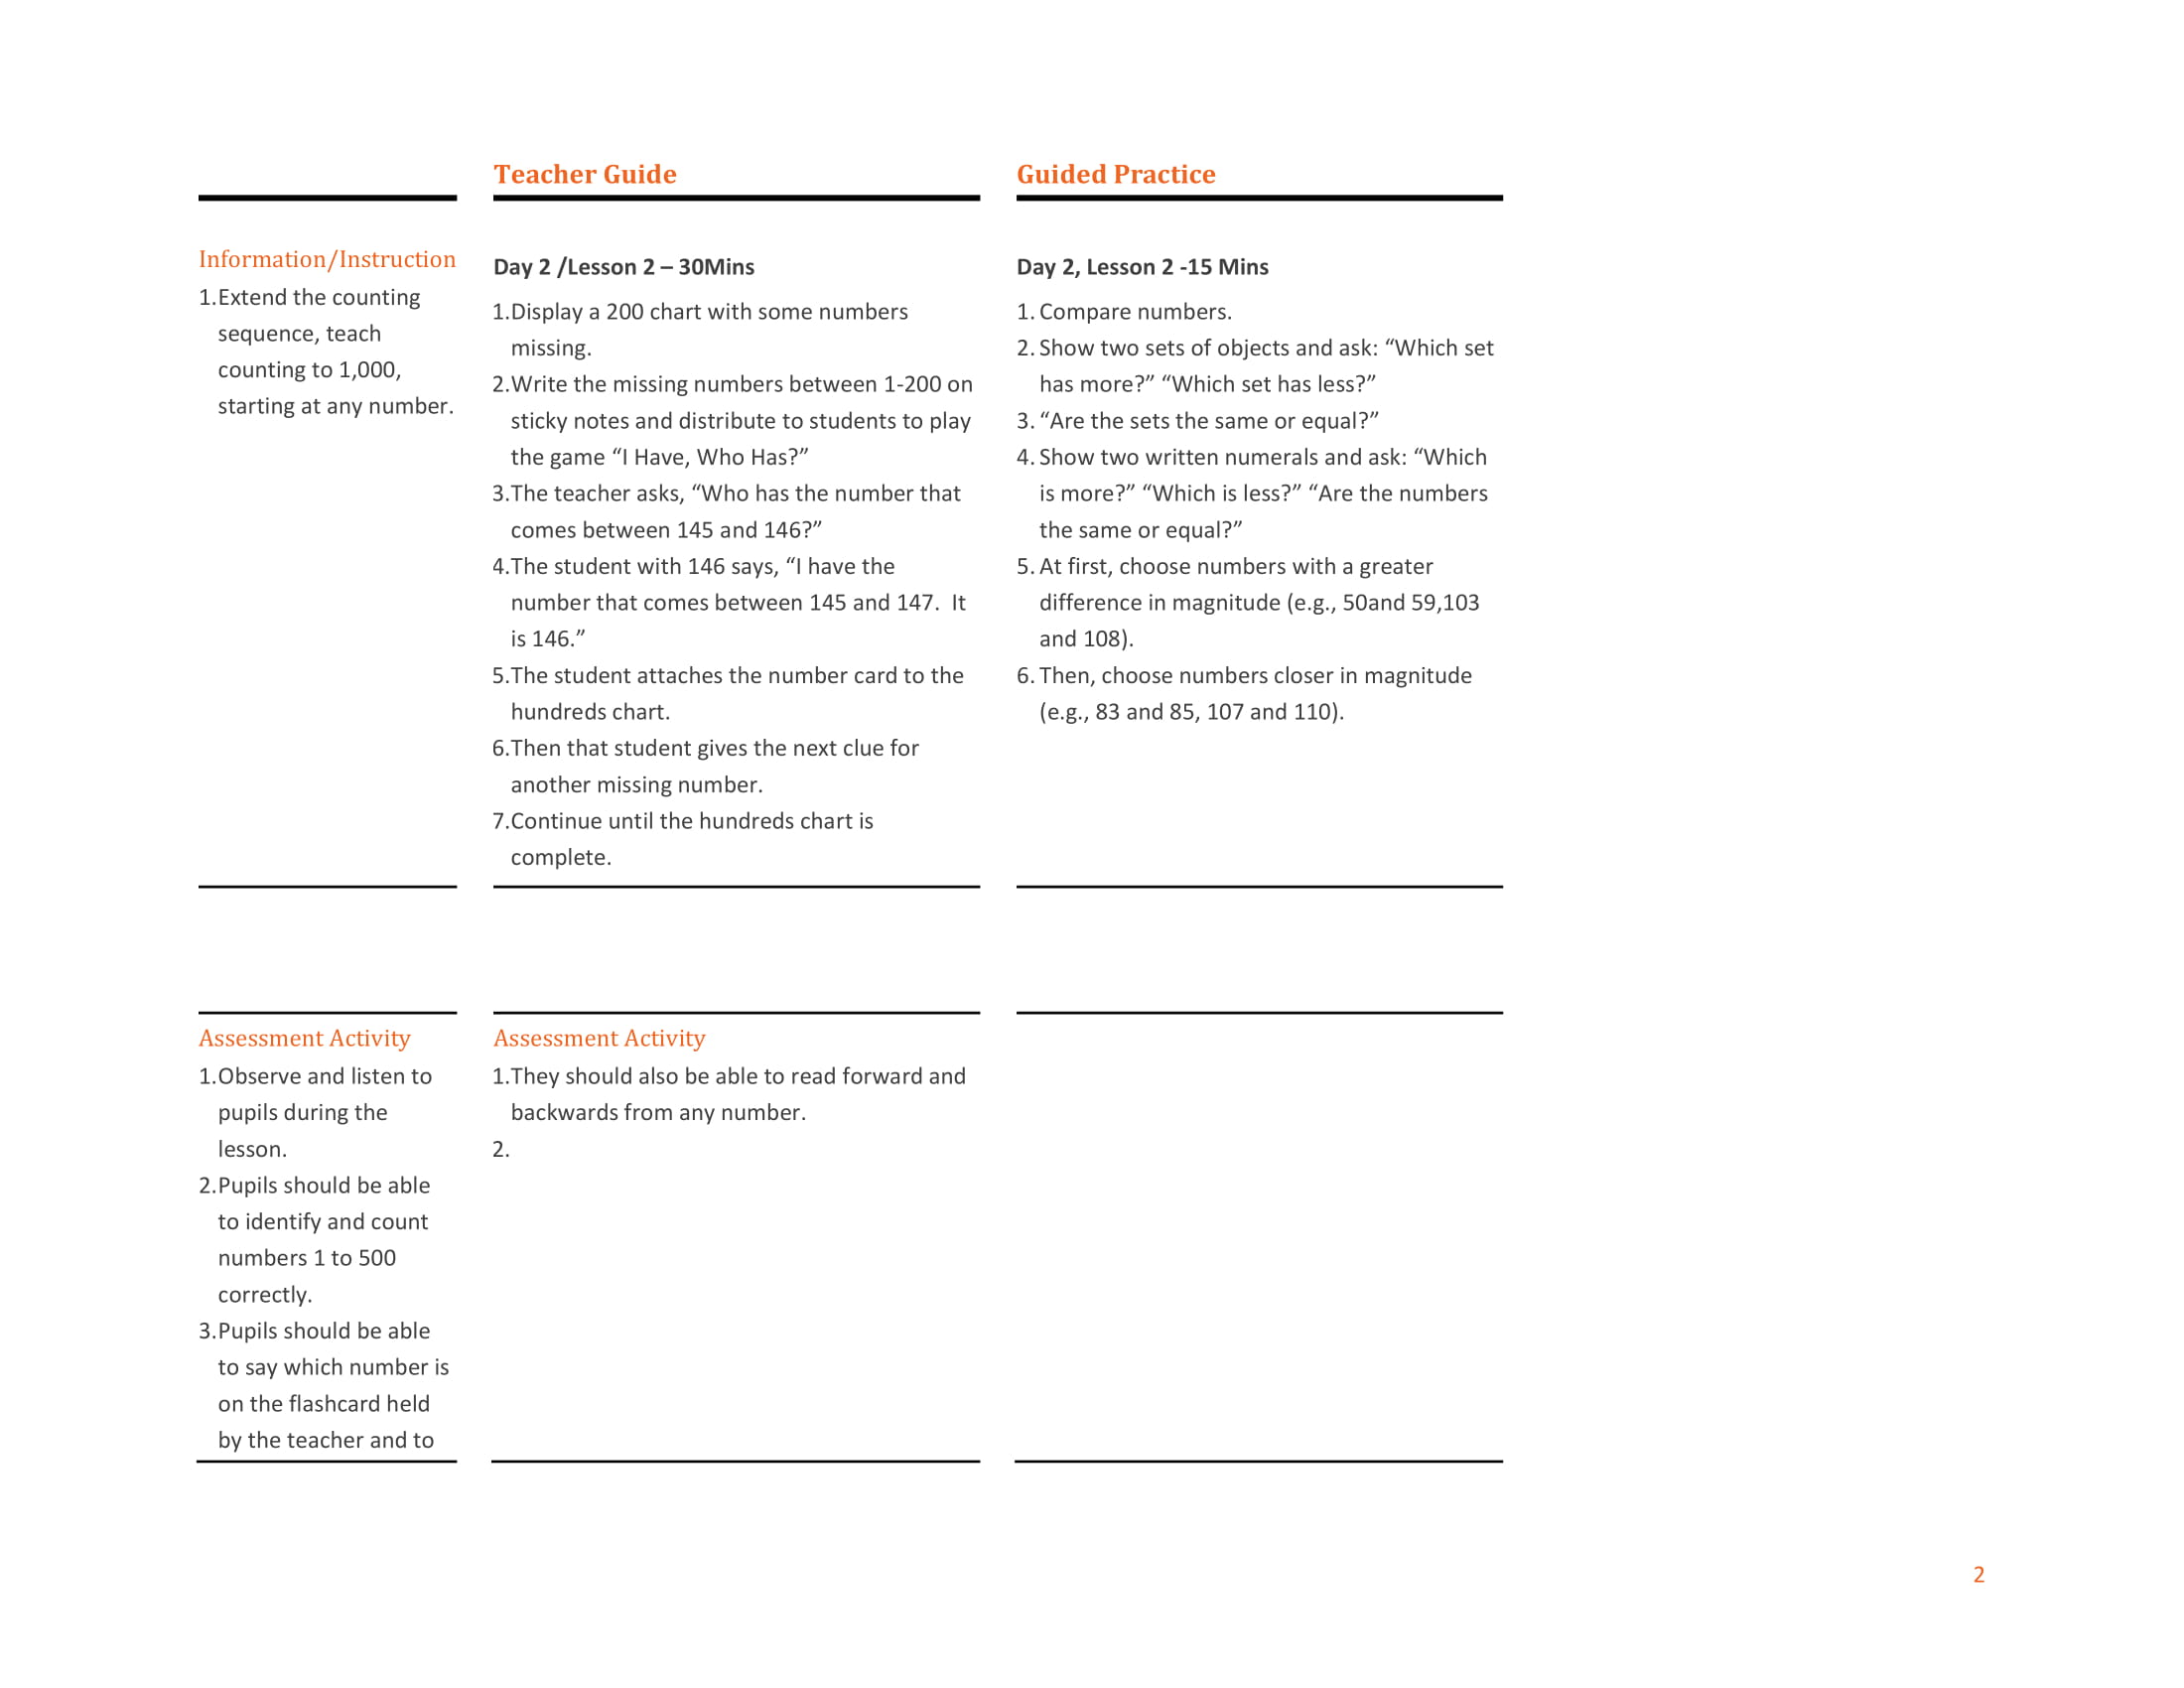 Teacher Guide
Guided Practice
Information/Instruction
1.Extend the counting
sequence, teach
counting to 1,000,
starting at any number.
Day 2 /Lesson 2 – 30Mins
1.Display a 200 chart with some numbers
missing.
2.Write the missing numbers between 1-200 on
sticky notes and distribute to students to play
the game “I Have, Who Has?”
3.The teacher asks, “Who has the number that
comes between 145 and 146?”
4.The student with 146 says, “I have the
number that comes between 145 and 147.  It
is 146.”
5.The student attaches the number card to the
hundreds chart.
6.Then that student gives the next clue for
another missing number.
7.Continue until the hundreds chart is
complete.
Day 2, Lesson 2 -15 Mins
1. Compare numbers.
2. Show two sets of objects and ask: “Which set
has more?” “Which set has less?”
3. “Are the sets the same or equal?”
4. Show two written numerals and ask: “Which
is more?” “Which is less?” “Are the numbers
the same or equal?”
5. At first, choose numbers with a greater
difference in magnitude (e.g., 50and 59,103
and 108).
6. Then, choose numbers closer in magnitude
(e.g., 83 and 85, 107 and 110).
Assessment Activity
1.Observe and listen to
pupils during the
lesson.
2.Pupils should be able
to identify and count
numbers 1 to 500
correctly.
3.Pupils should be able
to say which number is
on the flashcard held
by the teacher and to
Assessment Activity
1.They should also be able to read forward and
backwards from any number.
2.
2